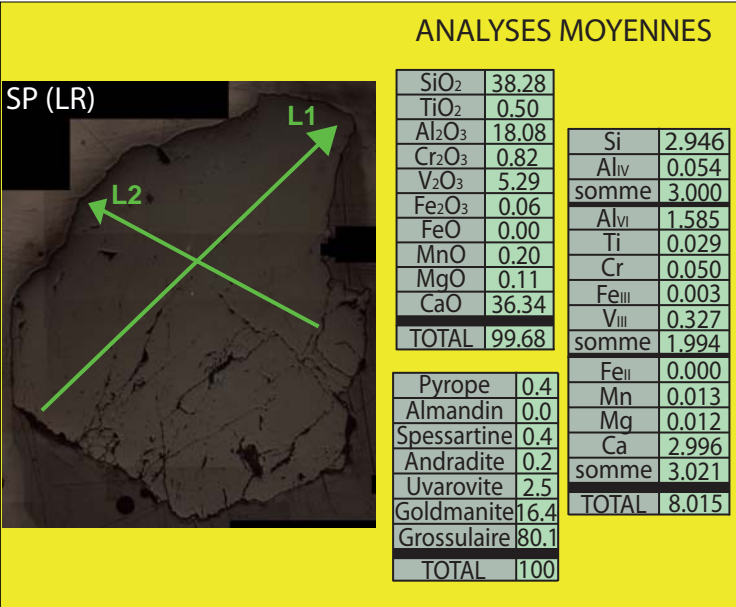 ANALYSES MOYENNES
SP (LR)
L1
L2
SiO2 38.28
TiO2 0.50
Al2O3 18.08
Cr2O3 0.82
V2O3 5.29
Fe2O3 0.06
FeO 0.00
MnO 0.20
MgO 0.11
CaO 36.34
TOTAL 99.68
Pyrope 0.4
Almandin 0.0
Spessartine 0.4
Andradite 0.2
Uvarovite 2.5
Goldmanite 16.4
Grossulaire 80.1
TOTAL 100
Si 2.946
AlIV 0.054
somme 3.000
AlVI 1.585
Ti 0.029
Cr 0.050
FeIII 0.003
VIII 0.327
somme 1.994
FeII 0.000
Mn 0.013
Mg 0.012
Ca 2.996
somme 3.021
TOTAL 8.015